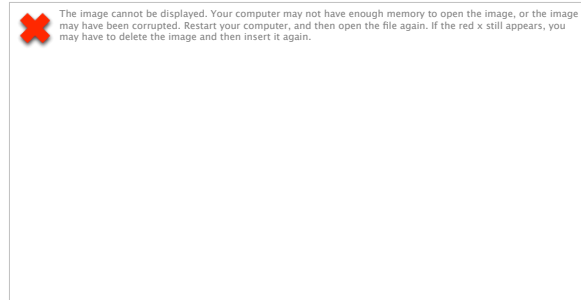 The image cannot be displayed. Your computer may not have enough memory to open the image, or the image
may have been corrupted. Restart your computer, and then open the file again. If the red x still appears, you
may have to delete the image and then insert it again.